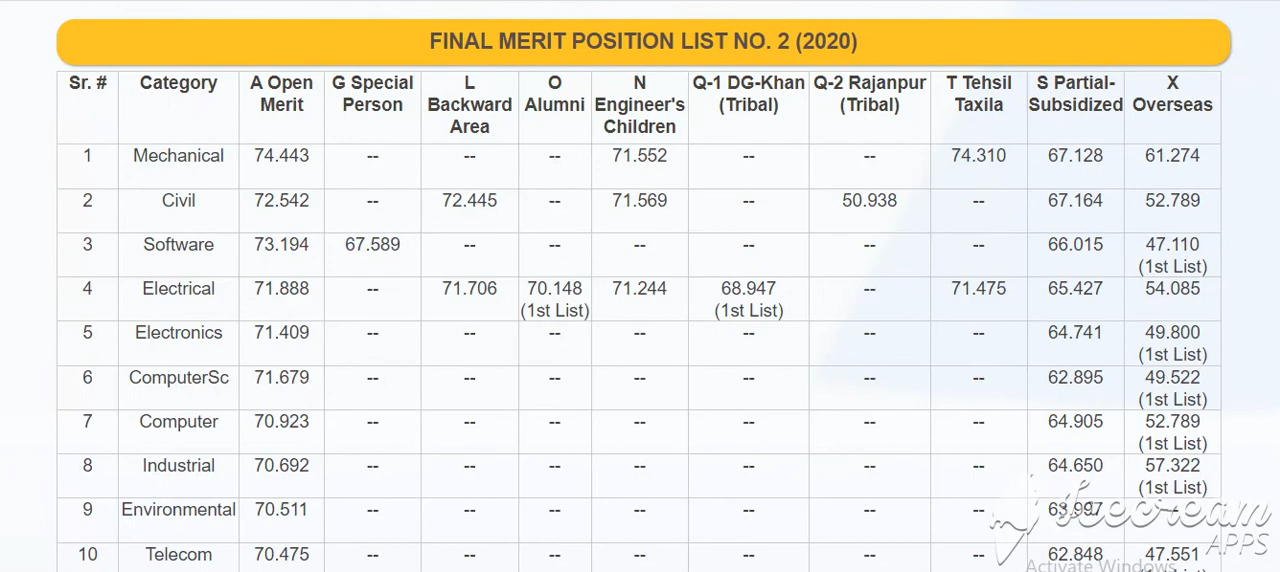 FINAL MERIT POSITION LIST NO. 2 (2020)
Sr. # Category A Open Merit G Special Person L Backward Area O Alumni N Engineer's Children Q-1 DG-Khan (Tribal) Q-2 Rajanpur (Tribal) T Tehsil Taxila S Partial-Subsidized X Overseas
1 Mechanical 74.443 -- -- -- 71.552 -- -- 74.310 67.128 61.274
2 Civil 72.542 -- 72.445 -- 71.569 -- 50.938 -- 67.164 52.789
3 Software 73.194 67.589 -- -- -- -- -- -- 66.015 47.110 (1st List)
4 Electrical 71.888 -- 71.706 70.148 (1st List) 71.244 68.947 (1st List) -- 71.475 65.427 54.085
5 Electronics 71.409 -- -- -- -- -- -- -- 64.741 49.800 (1st List)
6 ComputerSc 71.679 -- -- -- -- -- -- -- 62.895 49.522 (1st List)
7 Computer 70.923 -- -- -- -- -- -- -- 64.905 52.789 (1st List)
8 Industrial 70.692 -- -- -- -- -- -- -- 64.650 57.322 (1st List)
9 Environmental 70.511 -- -- -- -- -- -- -- 63.997 --
10 Telecom 70.475 -- -- -- -- -- -- -- 62.848 47.551
Icecream
APPS
Activate Windows